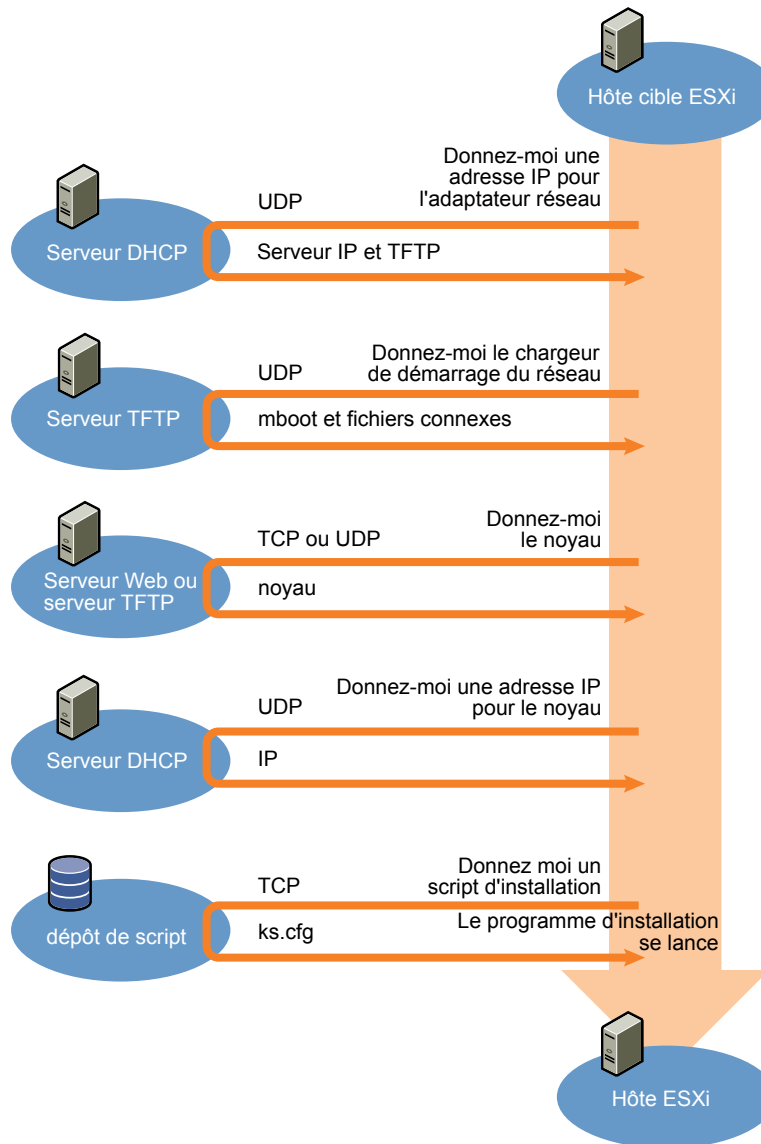 Hôte cible ESXi
Donnez-moi une
adresse IP pour
l'adaptateur réseau
UDP
Serveur DHCP
Serveur IP et TFTP
Donnez-moi le chargeur
de démarrage du réseau
UDP
Serveur TFTP
mboot et fichiers connexes
Donnez-moi
le noyau
TCP ou UDP
Serveur Web ou
serveur TFTP
noyau
Donnez-moi une adresse IP
pour le noyau
UDP
Serveur DHCP
IP
Donnez moi un
script d'installation
TCP
dépôt de script
ks.cfg
Le programme d'installation
se lance
Hôte ESXi